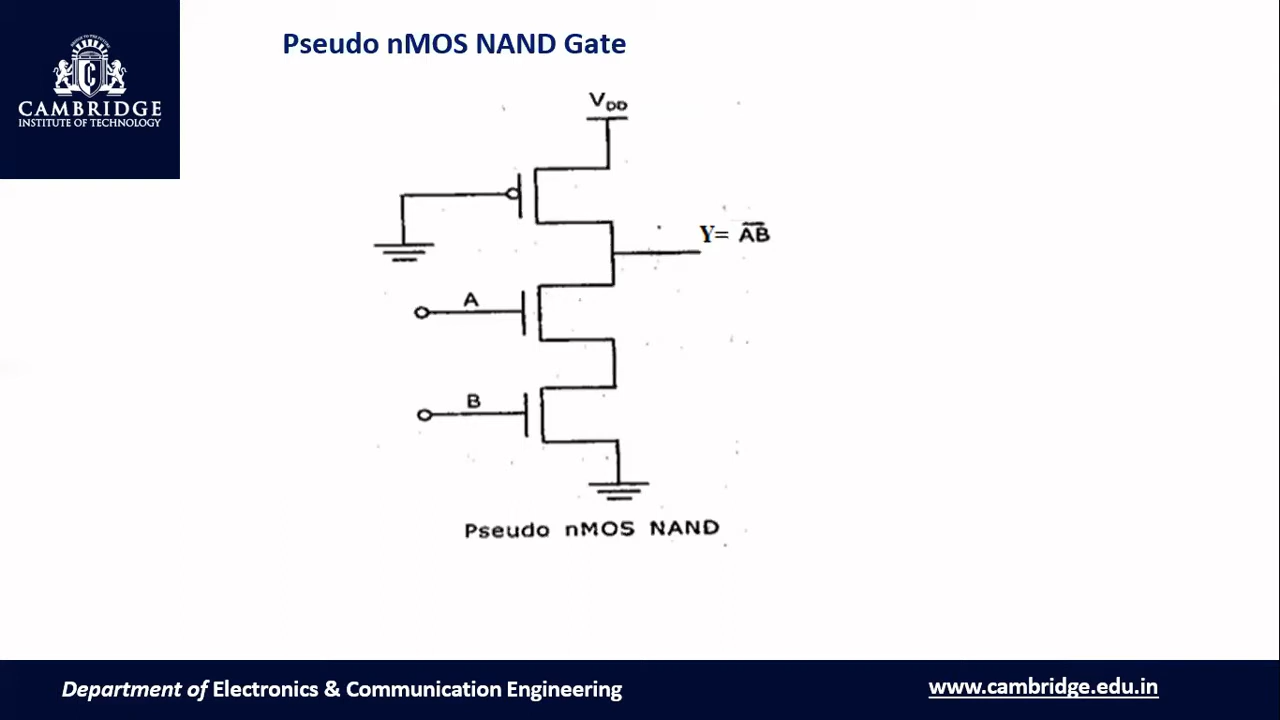 CAMBRIDGE
INSTITUTE OF TECHNOLOGY
Pseudo nMOS NAND Gate
VDD
Y= A̅B̅
A
B
Pseudo nMOS NAND
Department of Electronics & Communication Engineering
www.cambridge.edu.in